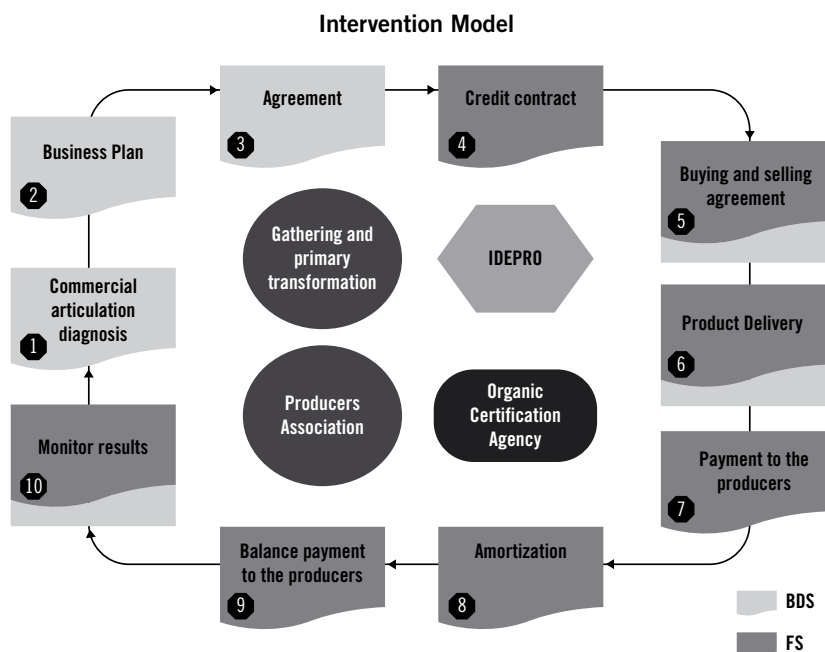 Intervention Model
Agreement
3
Credit contract
4
Business Plan
2
Buying and selling
agreement
5
Gathering and
primary
transformation
IDEPRO
Commercial
articulation
diagnosis
1
Product Delivery
6
Producers
Association
Organic
Certification
Agency
Monitor results
10
Payment to the
producers
7
Balance payment
to the producers
9
Amortization
8
BDS
FS